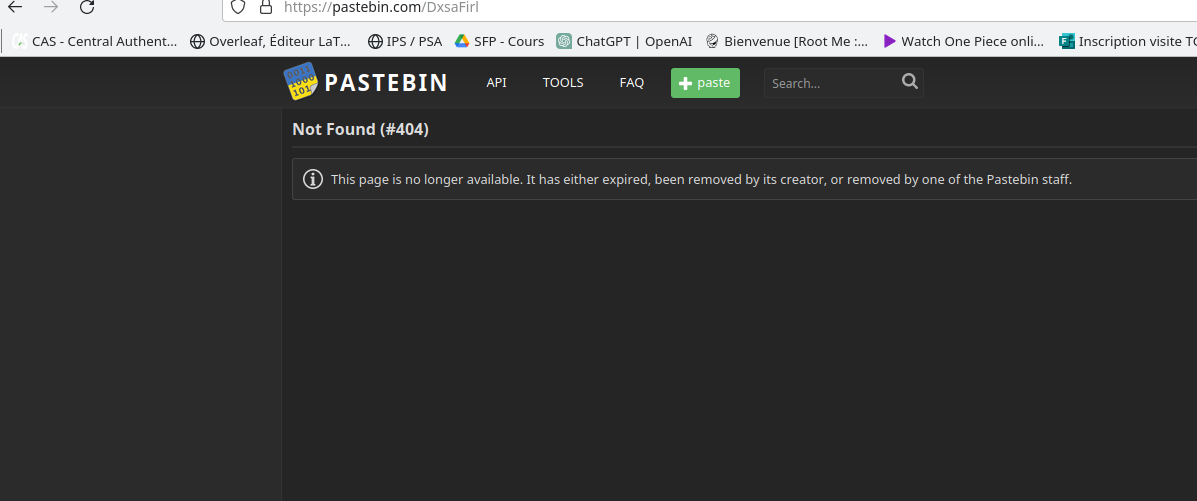 https://pastebin.com/DxsaFirl
CAS - Central Authent... Overleaf, Éditeur LaT... IPS / PSA SFP - Cours ChatGPT | OpenAI Bienvenue [Root Me :... Watch One Piece onli... Inscription visite TC
PASTEBIN API TOOLS FAQ paste Search...
Not Found (#404)
This page is no longer available. It has either expired, been removed by its creator, or removed by one of the Pastebin staff.